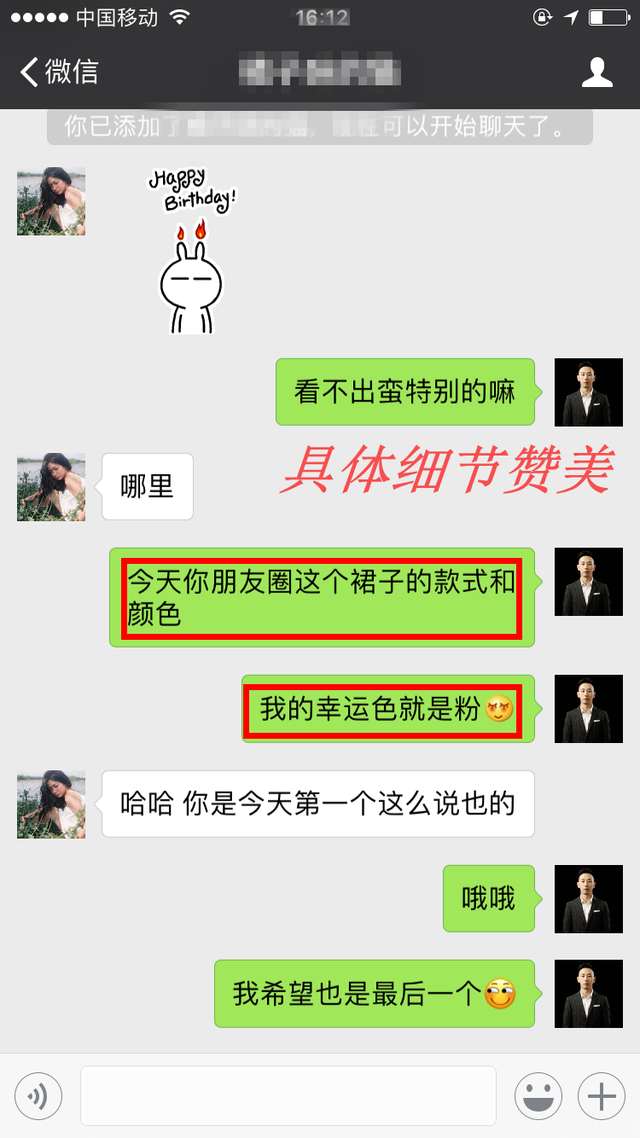 中国移动
16:12
微信
你已添加了 可以开始聊天了。
Happy
Birthday!
看不出蛮特别的嘛
哪里
具体细节赞美
今天你朋友圈这个裙子的款式和
颜色
我的幸运色就是粉
哈哈 你是今天第一个这么说也的
哦哦
我希望也是最后一个